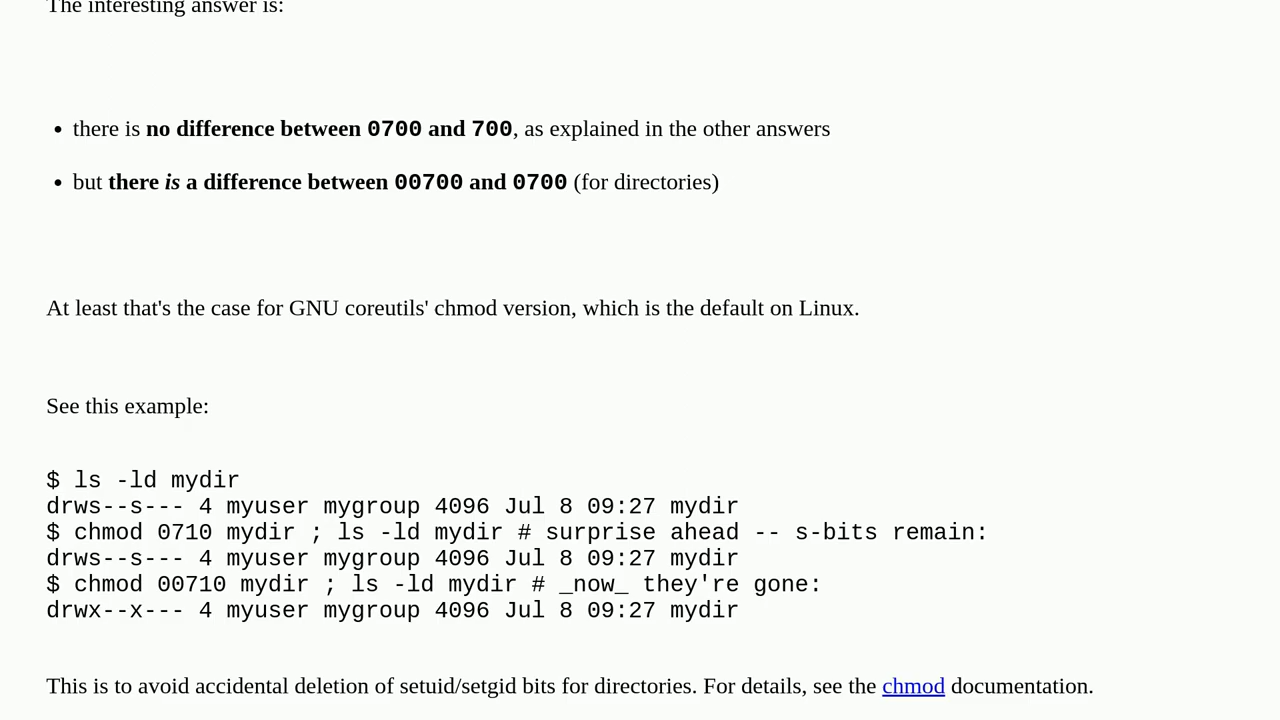 The interesting answer is:
• there is no difference between 0700 and 700, as explained in the other answers
• but there is a difference between 00700 and 0700 (for directories)
At least that's the case for GNU coreutils' chmod version, which is the default on Linux.
See this example:
$ ls -ld mydir
drws--s--- 4 myuser mygroup 4096 Jul 8 09:27 mydir
$ chmod 0710 mydir ; ls -ld mydir # surprise ahead -- s-bits remain:
drws--s--- 4 myuser mygroup 4096 Jul 8 09:27 mydir
$ chmod 00710 mydir ; ls -ld mydir # _now_ they're gone:
drwx--x--- 4 myuser mygroup 4096 Jul 8 09:27 mydir
This is to avoid accidental deletion of setuid/setgid bits for directories. For details, see the chmod documentation.